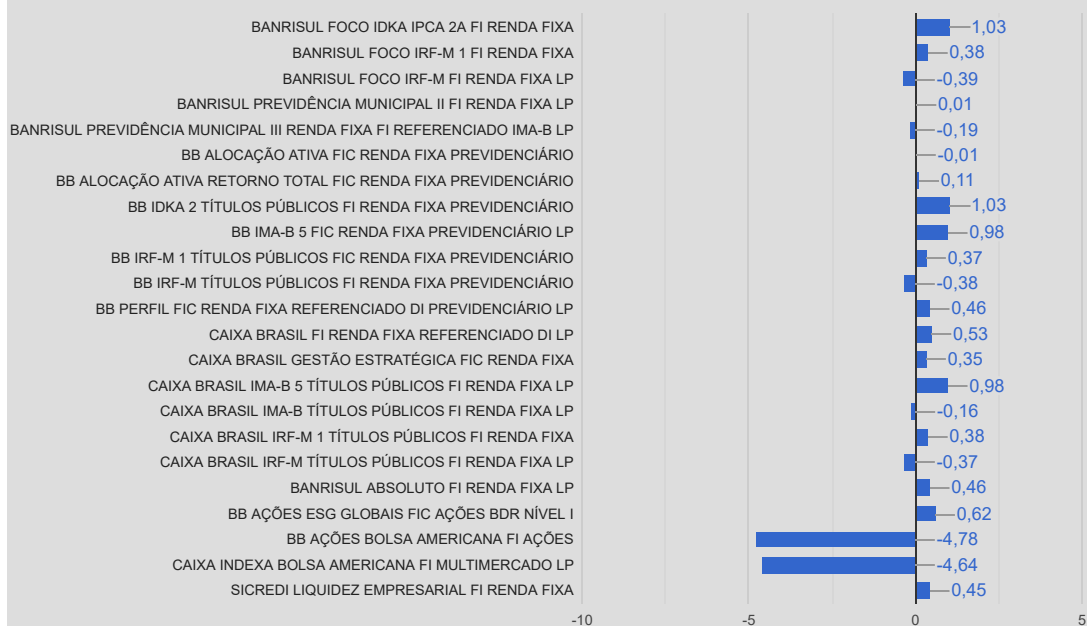 BANRISUL FOCO IDKA IPCA 2A FI RENDA FIXA 1,03
BANRISUL FOCO IRF-M 1 FI RENDA FIXA 0,38
BANRISUL FOCO IRF-M FI RENDA FIXA LP -0,39
BANRISUL PREVIDÊNCIA MUNICIPAL II FI RENDA FIXA LP 0,01
BANRISUL PREVIDÊNCIA MUNICIPAL III RENDA FIXA FI REFERENCIADO IMA-B LP -0,19
BB ALOCAÇÃO ATIVA FIC RENDA FIXA PREVIDENCIÁRIO -0,01
BB ALOCAÇÃO ATIVA RETORNO TOTAL FIC RENDA FIXA PREVIDENCIÁRIO 0,11
BB IDKA 2 TÍTULOS PÚBLICOS FI RENDA FIXA PREVIDENCIÁRIO 1,03
BB IMA-B 5 FIC RENDA FIXA PREVIDENCIÁRIO LP 0,98
BB IRF-M 1 TÍTULOS PÚBLICOS FIC RENDA FIXA PREVIDENCIÁRIO 0,37
BB IRF-M TÍTULOS PÚBLICOS FI RENDA FIXA PREVIDENCIÁRIO -0,38
BB PERFIL FIC RENDA FIXA REFERENCIADO DI PREVIDENCIÁRIO LP 0,46
CAIXA BRASIL FI RENDA FIXA REFERENCIADO DI LP 0,53
CAIXA BRASIL GESTÃO ESTRATÉGICA FIC RENDA FIXA 0,35
CAIXA BRASIL IMA-B 5 TÍTULOS PÚBLICOS FI RENDA FIXA LP 0,98
CAIXA BRASIL IMA-B TÍTULOS PÚBLICOS FI RENDA FIXA LP -0,16
CAIXA BRASIL IRF-M 1 TÍTULOS PÚBLICOS FI RENDA FIXA 0,38
CAIXA BRASIL IRF-M TÍTULOS PÚBLICOS FI RENDA FIXA LP -0,37
BANRISUL ABSOLUTO FI RENDA FIXA LP 0,46
BB AÇÕES ESG GLOBAIS FIC AÇÕES BDR NÍVEL I 0,62
BB AÇÕES BOLSA AMERICANA FI AÇÕES -4,78
CAIXA INDEXA BOLSA AMERICANA FI MULTIMERCADO LP -4,64
SICREDI LIQUIDEZ EMPRESARIAL FI RENDA FIXA 0,45
-10 -5 0 5